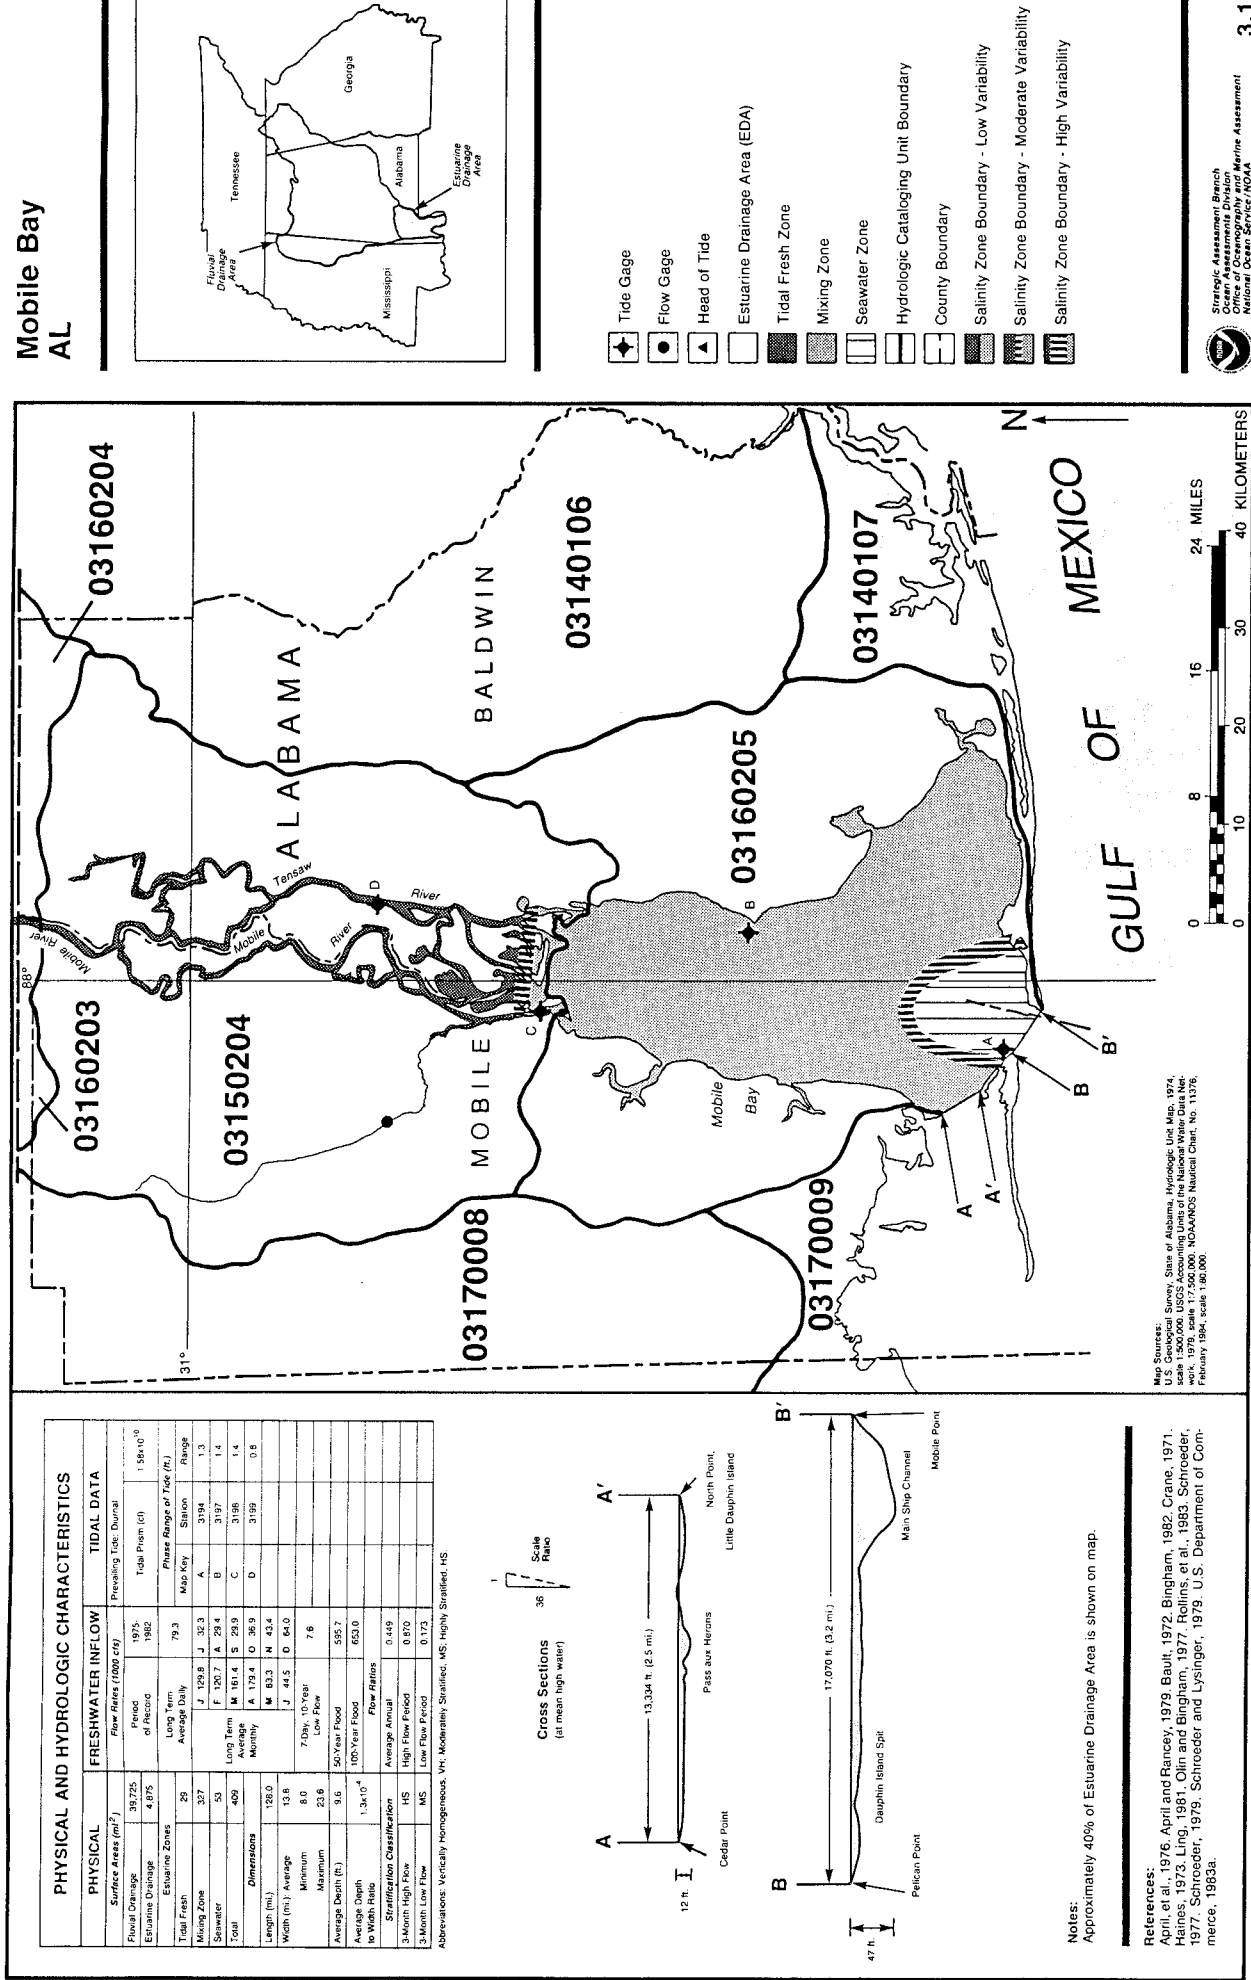 Mobile Bay
AL
Tennessee
Georgia
Fluvial
Drainage
Area
Mississippi
Alabama
Estuarine
Drainage
Area
Tide Gage
Flow Gage
Head of Tide
Estuarine Drainage Area (EDA)
Tidal Fresh Zone
Mixing Zone
Seawater Zone
Hydrologic Cataloging Unit Boundary
County Boundary
Salinity Zone Boundary - Low Variability
Salinity Zone Boundary - Moderate Variability
Salinity Zone Boundary - High Variability
Strategic Assessment Branch
Ocean Assessments Division
Office of Oceanography and Marine Assessment
National Ocean Service/NOAA
3.1
03160204
03160203
88°
Mobile River
03150204
31°
ALABAMA
Tensaw
River
Mobile
River
D
BALDWIN
03140106
MOBILE
C
03170008
03160205
B
Mobile
Bay
03140107
03170009
A
A
A'
B
B'
N
GULF OF MEXICO
0 8 16 24 MILES
0 10 20 30 40 KILOMETERS
Map Sources:
U.S. Geological Survey, State of Alabama, Hydrologic Unit Map, 1974,
scale 1:500,000. USGS Accounting Units of the National Water Data Net-
work, 1979, scale 1:7,500,000. NOAA/NOS Nautical Chart, No. 11376,
February 1984, scale 1:80,000.
PHYSICAL AND HYDROLOGIC CHARACTERISTICS
PHYSICAL FRESHWATER INFLOW TIDAL DATA
Surface Areas (mi²)
Fluvial Drainage 39,725
Estuarine Drainage 4,875
Estuarine Zones
Tidal Fresh 29
Mixing Zone 327
Seawater 53
Total 409
Dimensions
Length (mi.) 128.0
Width (mi.): Average 13.8
Minimum 8.0
Maximum 23.6
Average Depth (ft.) 9.6
Average Depth
to Width Ratio 1.3x10⁻⁴
Stratification Classification
3-Month High Flow HS
3-Month Low Flow MS
Flow Rates (1000 cfs)
Period
of Record 1975-
1982
Long Term
Average Daily 79.3
Long Term
Average
Monthly
J 129.8 J 32.3
F 120.7 A 29.4
M 161.4 S 29.9
A 179.4 O 36.9
M 83.3 N 43.4
J 44.5 D 64.0
7-Day, 10-Year
Low Flow 7.6
50-Year Flood 595.7
100-Year Flood 653.0
Flow Ratios
Average Annual 0.449
High Flow Period 0.870
Low Flow Period 0.173
Prevailing Tide: Diurnal
Tidal Prism (cf) 1.58x10¹⁰
Phase Range of Tide (ft.)
Map Key Station Range
A 3194 1.3
B 3197 1.4
C 3198 1.4
D 3199 0.8
Abbreviations: Vertically Homogeneous, VH; Moderately Stratified, MS; Highly Stratified, HS.
Cross Sections
(at mean high water)
1
36
Scale
Ratio
A
A'
13,334 ft. (2.5 mi.)
12 ft.
Cedar Point
Pass aux Herons
North Point,
Little Dauphin Island
B
B'
17,070 ft. (3.2 mi.)
47 ft.
Pelican Point
Dauphin Island Spit
Main Ship Channel
Mobile Point
Notes:
Approximately 40% of Estuarine Drainage Area is shown on map.
References:
April, et al., 1976. April and Rancey, 1979. Bault, 1972. Bingham, 1982. Crane, 1971.
Haines, 1973. Ling, 1981. Olin and Bingham, 1977. Rollins, et al., 1983. Schroeder,
1977. Schroeder, 1979. Schroeder and Lysinger, 1979. U.S. Department of Com-
merce, 1983a.